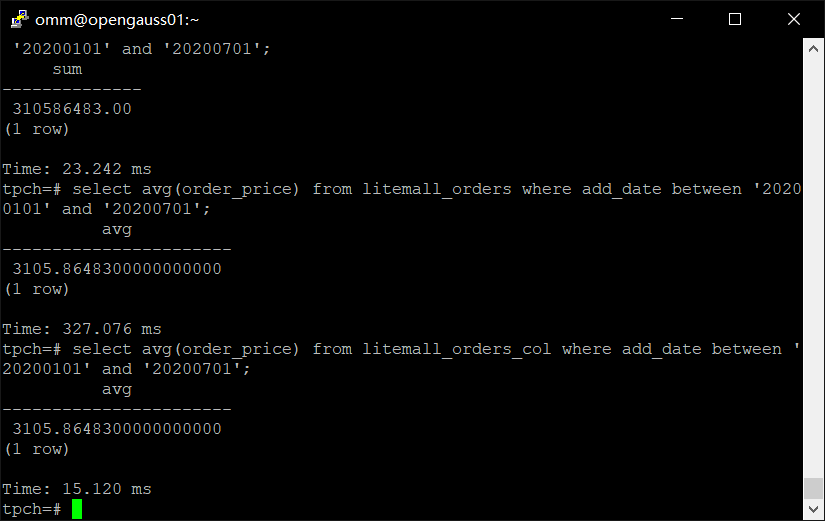 omm@opengauss01:~
'20200101' and '20200701';
sum
--------------
310586483.00
(1 row)
Time: 23.242 ms
tpch=# select avg(order_price) from litemall_orders where add_date between '2020
0101' and '20200701';
avg
-----------------------
3105.8648300000000000
(1 row)
Time: 327.076 ms
tpch=# select avg(order_price) from litemall_orders_col where add_date between '
20200101' and '20200701';
avg
-----------------------
3105.8648300000000000
(1 row)
Time: 15.120 ms
tpch=#